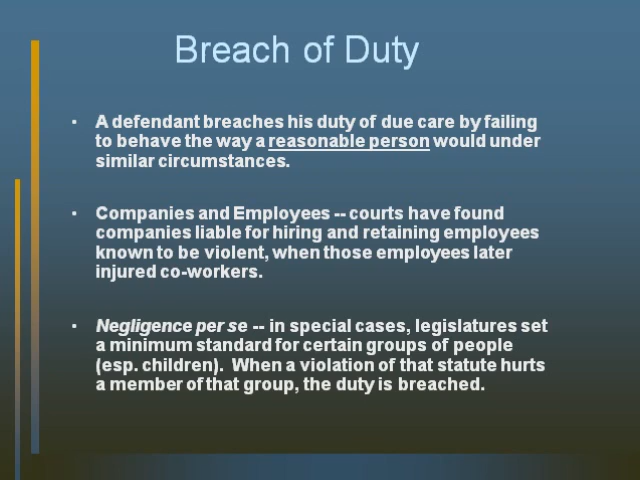 Breach of Duty
▪ A defendant breaches his duty of due care by failing
to behave the way a reasonable person would under
similar circumstances.
▪ Companies and Employees -- courts have found
companies liable for hiring and retaining employees
known to be violent, when those employees later
injured co-workers.
▪ Negligence per se -- in special cases, legislatures set
a minimum standard for certain groups of people
(esp. children). When a violation of that statute hurts
a member of that group, the duty is breached.